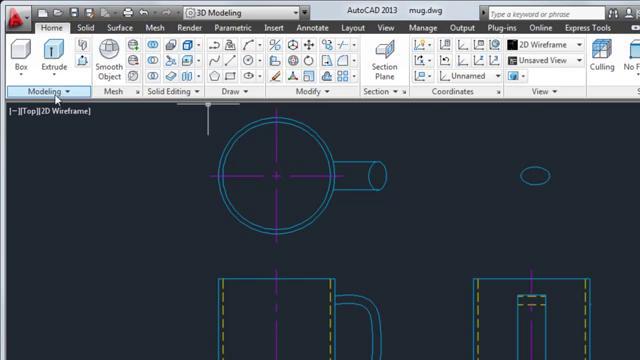 3D Modeling
AutoCAD 2013 mug.dwg
Type a keyword or phrase
Home Solid Surface Mesh Render Parametric Insert Annotate View Manage Output Plug-ins Online Express Tools
Box Extrude Smooth Object Section Plane Culling No F
2D Wireframe
Unsaved View
Unnamed
Modeling Mesh Solid Editing Draw Modify Section Coordinates View
[−][Top][2D Wireframe]